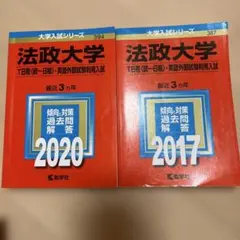 大学入試シリーズ
394
法政大学
T日程〈統一日程〉・英語外部試験利用入試
最近3ヵ年
傾向と対策
過去問
解答
2020
教学社
大学入試シリーズ
387
法政大学
T日程〈統一日程〉・英語外部試験利用入試
最近3ヵ年
傾向と対策
過去問
解答
2017
教学社